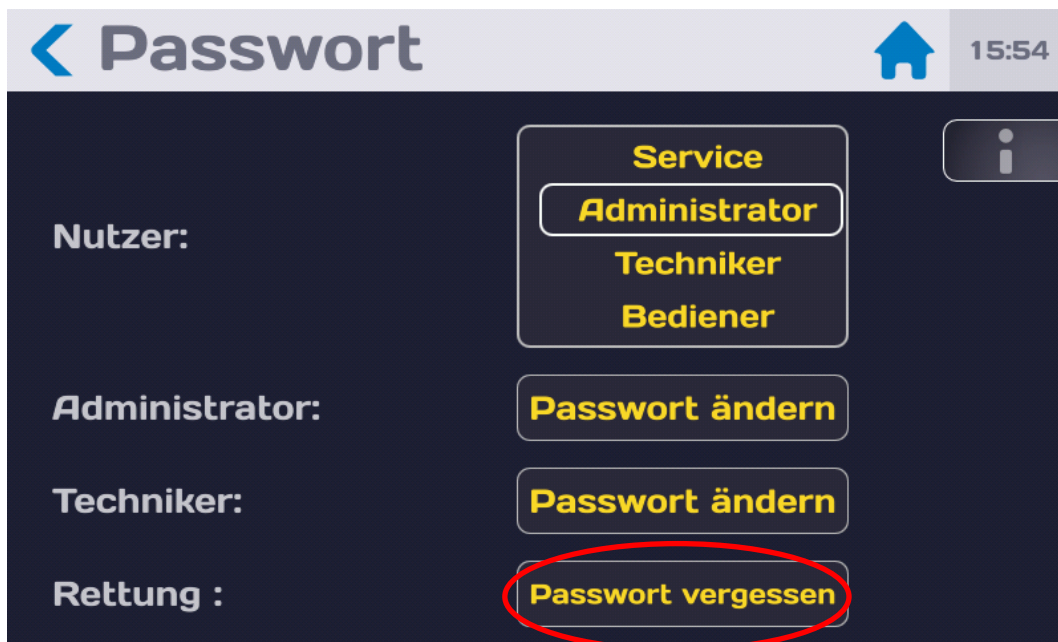 Passwort
15:54
Service
Administrator
Nutzer:
Techniker
Bediener
Administrator:
Passwort ändern
Techniker:
Passwort ändern
Rettung :
Passwort vergessen